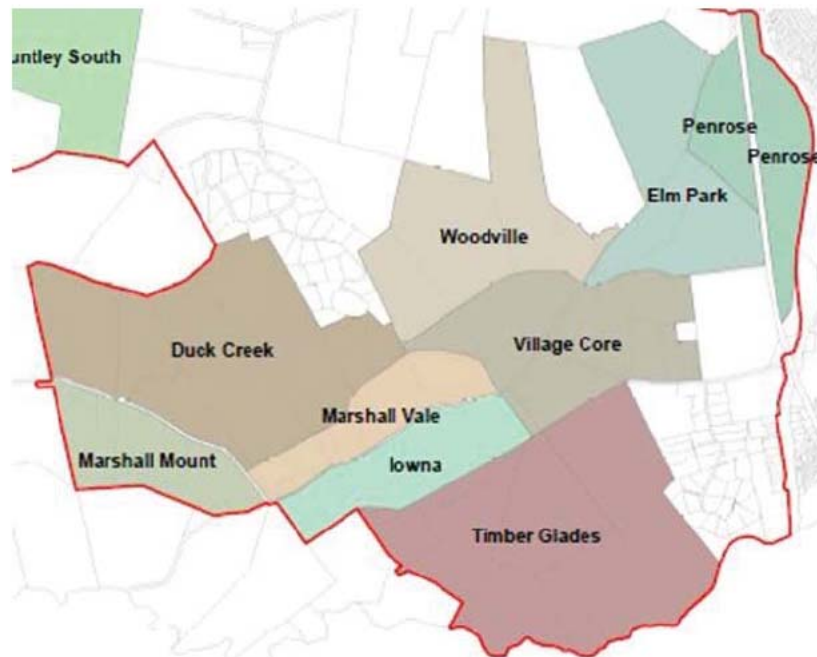 untley South
Penrose
Penrose
Elm Park
Woodville
Duck Creek
Village Core
Marshall Vale
Marshall Mount
Iowna
Timber Glades